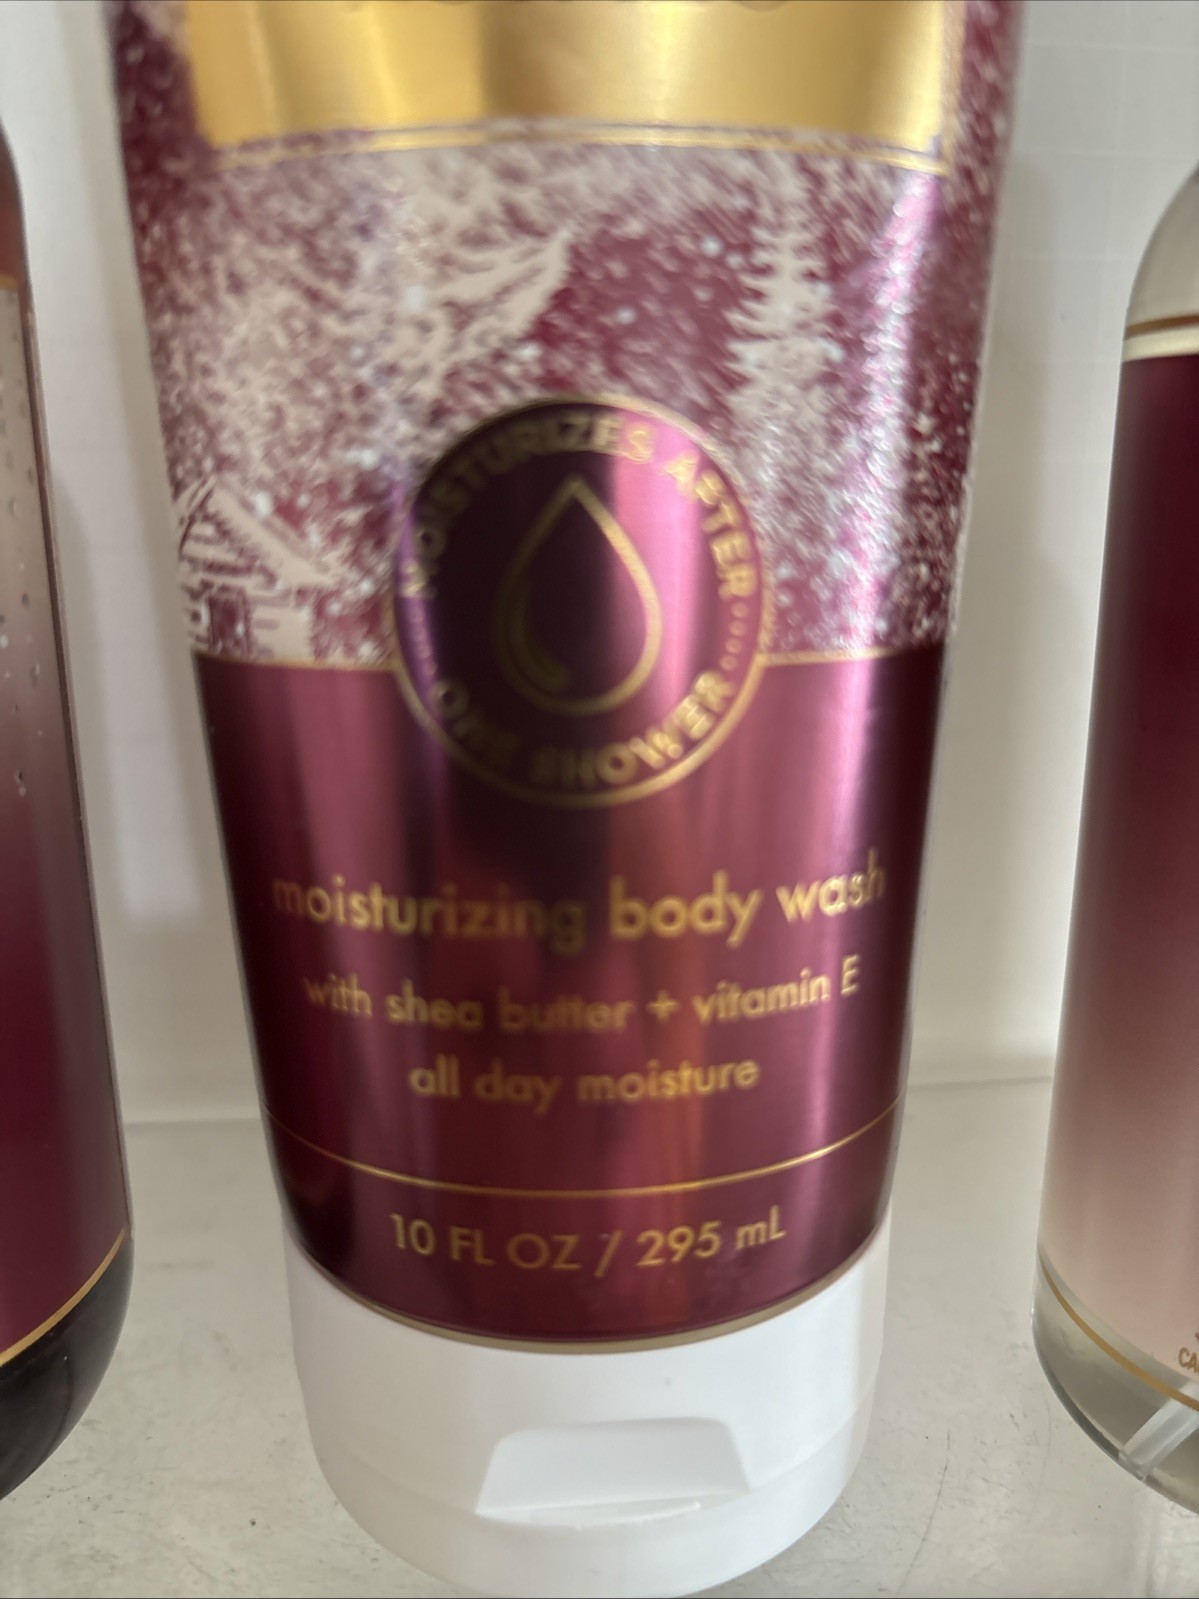 MOISTURIZES AFTER
ONE SHOWER
moisturizing body wash
with shea butter + vitamin E
all day moisture
10 FL OZ / 295 mL